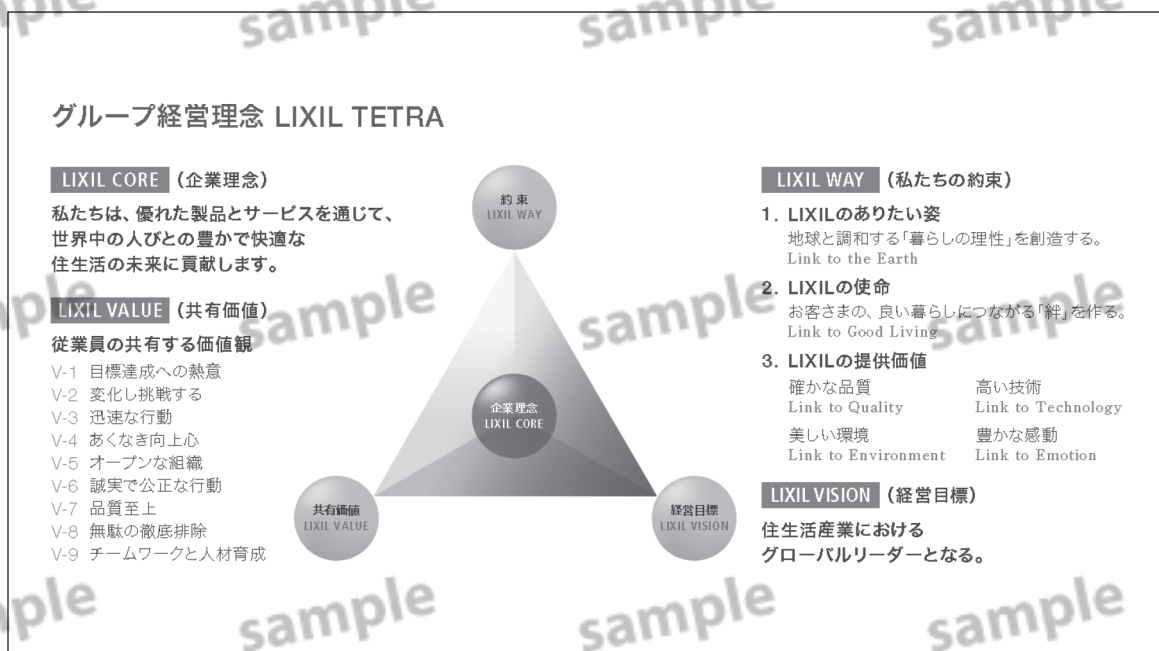 sample sample sample
グループ経営理念 LIXIL TETRA
LIXIL CORE (企業理念)
私たちは、優れた製品とサービスを通じて、
世界中の人びとの豊かで快適な
住生活の未来に貢献します。
LIXIL VALUE (共有価値)
従業員の共有する価値観
V-1 目標達成への熱意
V-2 変化し挑戦する
V-3 迅速な行動
V-4 あくなき向上心
V-5 オープンな組織
V-6 誠実で公正な行動
V-7 品質至上
V-8 無駄の徹底排除
V-9 チームワークと人材育成
約束
LIXIL WAY
企業理念
LIXIL CORE
共有価値
LIXIL VALUE
経営目標
LIXIL VISION
LIXIL WAY (私たちの約束)
1. LIXILのありたい姿
地球と調和する「暮らしの理性」を創造する。
Link to the Earth
2. LIXILの使命
お客さまの、良い暮らしにつながる「絆」を作る。
Link to Good Living
3. LIXILの提供価値
確かな品質 高い技術
Link to Quality Link to Technology
美しい環境 豊かな感動
Link to Environment Link to Emotion
LIXIL VISION (経営目標)
住生活産業における
グローバルリーダーとなる。
ple sample sample sample
ple sample sample sample